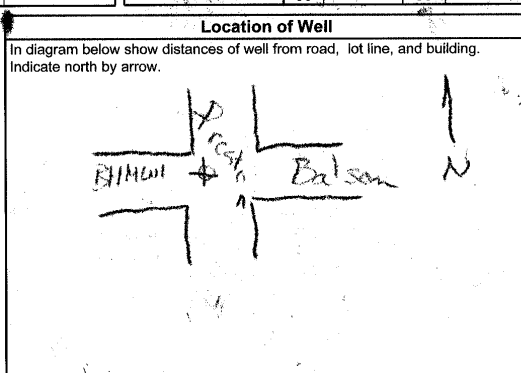 Location of Well
In diagram below show distances of well from road, lot line, and building.
Indicate north by arrow.
Balsam
N